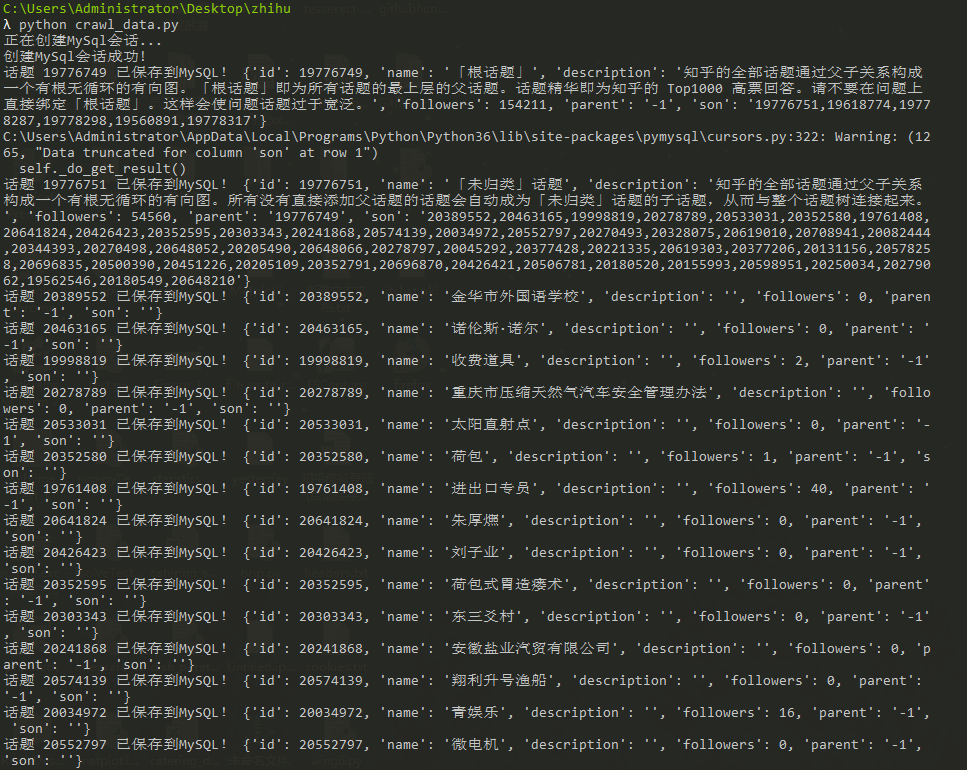 C:\Users\Administrator\Desktop\zhihu
λ python crawl_data.py
正在创建MySql会话...
创建MySql会话成功!
话题 19776749 已保存到MySQL! {'id': 19776749, 'name': '「根话题」', 'description': '知乎的全部话题通过父子关系构成
一个有根无循环的有向图。「根话题」即为所有话题的最上层的父话题。话题精华即为知乎的 Top1000 高票回答。请不要在问题上
直接绑定「根话题」。这样会使问题话题过于宽泛。', 'followers': 154211, 'parent': '-1', 'son': '19776751,19618774,1977
8287,19778298,19560891,19778317'}
C:\Users\Administrator\AppData\Local\Programs\Python\Python36\lib\site-packages\pymysql\cursors.py:322: Warning: (12
65, "Data truncated for column 'son' at row 1")
  self._do_get_result()
话题 19776751 已保存到MySQL! {'id': 19776751, 'name': '「未归类」话题', 'description': '知乎的全部话题通过父子关系
构成一个有根无循环的有向图。所有没有直接添加父话题的话题会自动成为「未归类」话题的子话题，从而与整个话题树连接起来。
', 'followers': 54560, 'parent': '19776749', 'son': '20389552,20463165,19998819,20278789,20533031,20352580,19761408,
20641824,20426423,20352595,20303343,20241868,20574139,20034972,20552797,20270493,20328075,20619010,20708941,20082444
,20344393,20270498,20648052,20205490,20648066,20278797,20045292,20377428,20221335,20619303,20377206,20131156,2057825
8,20696835,20500390,20451226,20205109,20352791,20696870,20426421,20506781,20180520,20155993,20598951,20250034,202790
62,19562546,20180549,20648210'}
话题 20389552 已保存到MySQL! {'id': 20389552, 'name': '金华市外国语学校', 'description': '', 'followers': 0, 'paren
t': '-1', 'son': ''}
话题 20463165 已保存到MySQL! {'id': 20463165, 'name': '诺伦斯·诺尔', 'description': '', 'followers': 0, 'parent': '
-1', 'son': ''}
话题 19998819 已保存到MySQL! {'id': 19998819, 'name': '收费道具', 'description': '', 'followers': 2, 'parent': '-1'
, 'son': ''}
话题 20278789 已保存到MySQL! {'id': 20278789, 'name': '重庆市压缩天然气汽车安全管理办法', 'description': '', 'follo
wers': 0, 'parent': '-1', 'son': ''}
话题 20533031 已保存到MySQL! {'id': 20533031, 'name': '太阳直射点', 'description': '', 'followers': 0, 'parent': '-
1', 'son': ''}
话题 20352580 已保存到MySQL! {'id': 20352580, 'name': '荷包', 'description': '', 'followers': 1, 'parent': '-1', 's
on': ''}
话题 19761408 已保存到MySQL! {'id': 19761408, 'name': '进出口专员', 'description': '', 'followers': 40, 'parent': '
-1', 'son': ''}
话题 20641824 已保存到MySQL! {'id': 20641824, 'name': '朱厚爜', 'description': '', 'followers': 0, 'parent': '-1',
'son': ''}
话题 20426423 已保存到MySQL! {'id': 20426423, 'name': '刘子业', 'description': '', 'followers': 0, 'parent': '-1',
'son': ''}
话题 20352595 已保存到MySQL! {'id': 20352595, 'name': '荷包式胃造瘘术', 'description': '', 'followers': 0, 'parent'
: '-1', 'son': ''}
话题 20303343 已保存到MySQL! {'id': 20303343, 'name': '东三爻村', 'description': '', 'followers': 0, 'parent': '-1'
, 'son': ''}
话题 20241868 已保存到MySQL! {'id': 20241868, 'name': '安徽盐业汽贸有限公司', 'description': '', 'followers': 0, 'p
arent': '-1', 'son': ''}
话题 20574139 已保存到MySQL! {'id': 20574139, 'name': '翔利升号渔船', 'description': '', 'followers': 0, 'parent':
'-1', 'son': ''}
话题 20034972 已保存到MySQL! {'id': 20034972, 'name': '青娱乐', 'description': '', 'followers': 16, 'parent': '-1',
'son': ''}
话题 20552797 已保存到MySQL! {'id': 20552797, 'name': '微电机', 'description': '', 'followers': 0, 'parent': '-1',
'son': ''}